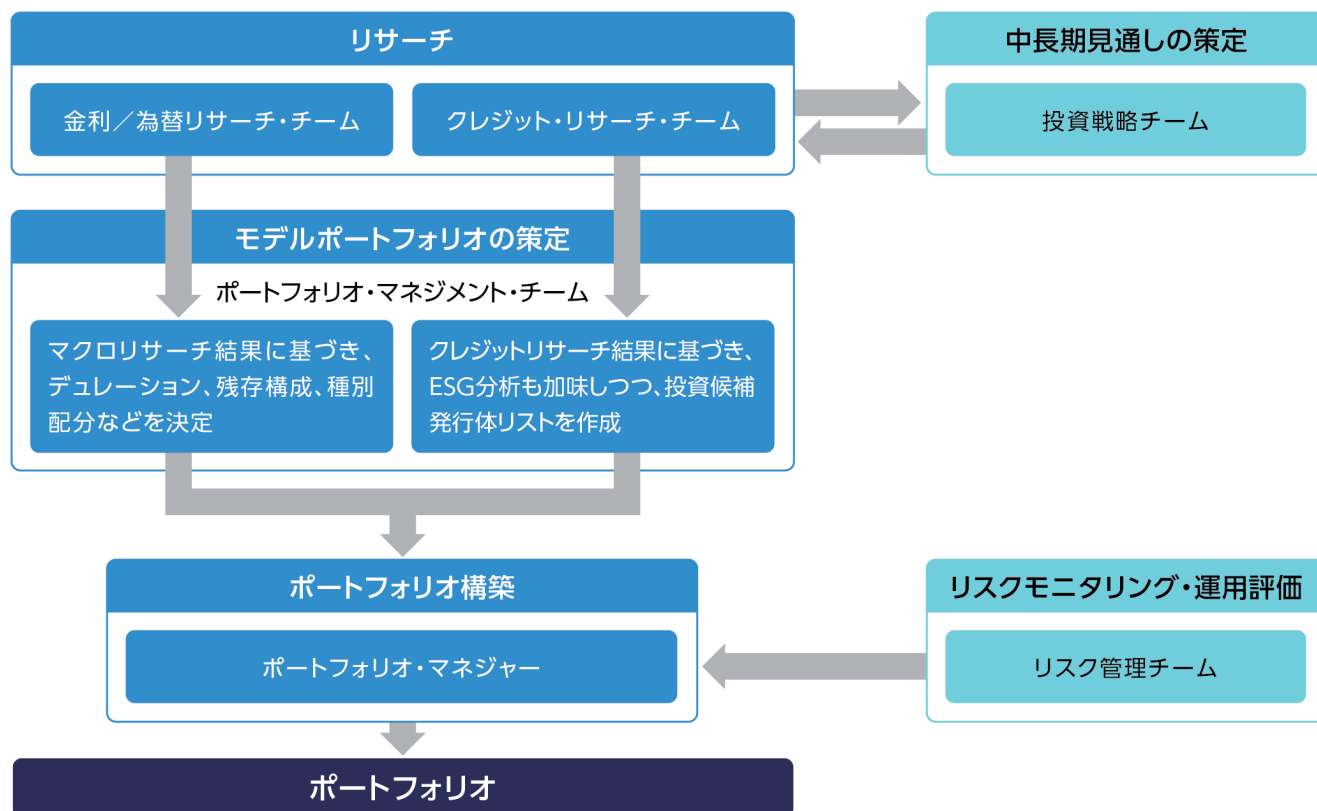 リサーチ
金利／為替リサーチ・チーム
クレジット・リサーチ・チーム
中長期見通しの策定
投資戦略チーム
モデルポートフォリオの策定
ポートフォリオ・マネジメント・チーム
マクロリサーチ結果に基づき、
デュレーション、残存構成、種別
配分などを決定
クレジットリサーチ結果に基づき、
ESG分析も加味しつつ、投資候補
発行体リストを作成
ポートフォリオ構築
ポートフォリオ・マネジャー
リスクモニタリング・運用評価
リスク管理チーム
ポートフォリオ